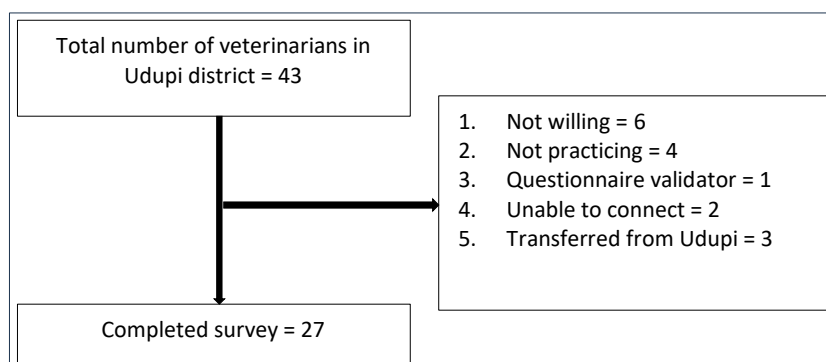 Total number of veterinarians in
Udupi district = 43
1. Not willing = 6
2. Not practicing = 4
3. Questionnaire validator = 1
4. Unable to connect = 2
5. Transferred from Udupi = 3
Completed survey = 27